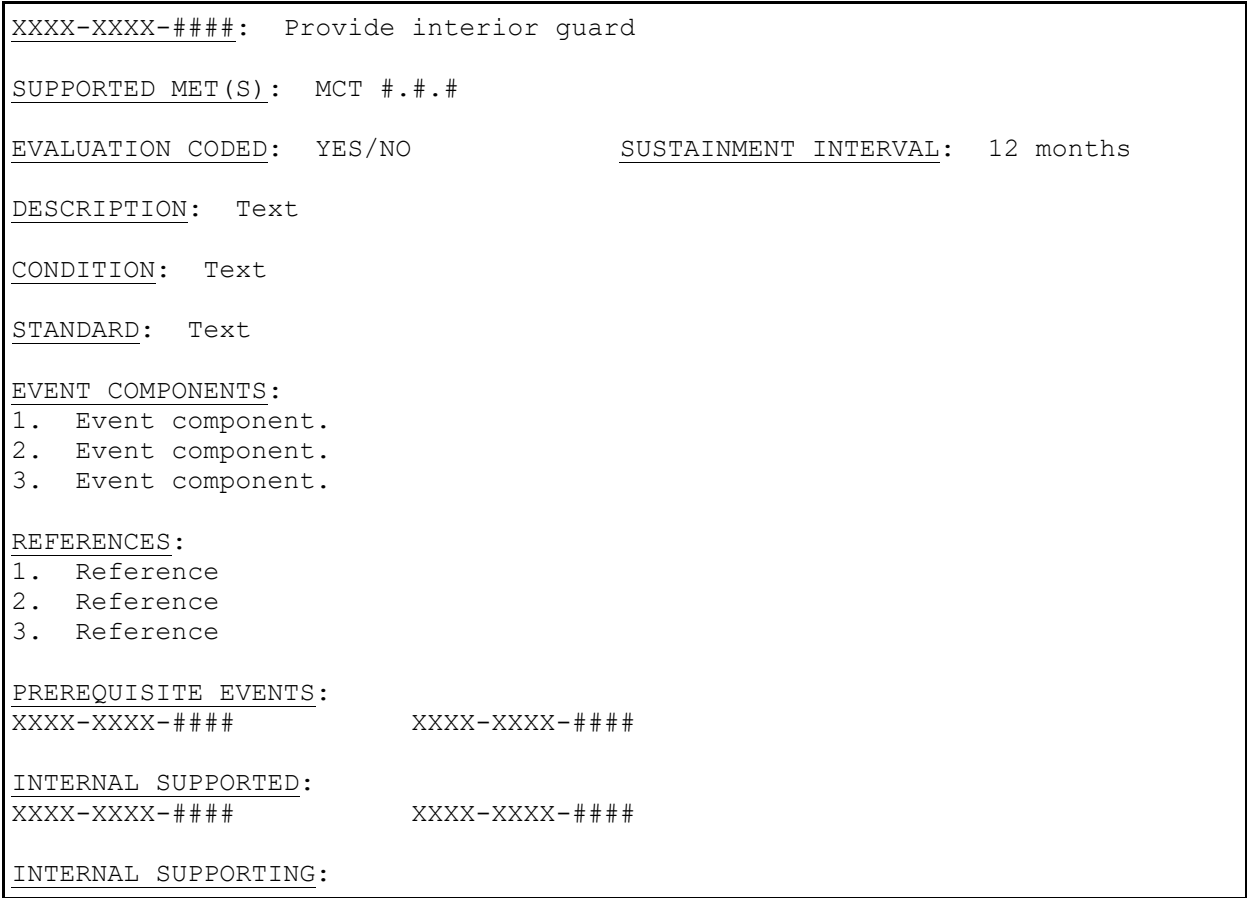 XXXX-XXXX-####: Provide interior guard
SUPPORTED MET(S): MCT #.#.#
EVALUATION CODED: YES/NO SUSTAINMENT INTERVAL: 12 months
DESCRIPTION: Text
CONDITION: Text
STANDARD: Text
EVENT COMPONENTS:
1. Event component.
2. Event component.
3. Event component.
REFERENCES:
1. Reference
2. Reference
3. Reference
PREREQUISITE EVENTS:
XXXX-XXXX-#### XXXX-XXXX-####
INTERNAL SUPPORTED:
XXXX-XXXX-#### XXXX-XXXX-####
INTERNAL SUPPORTING: